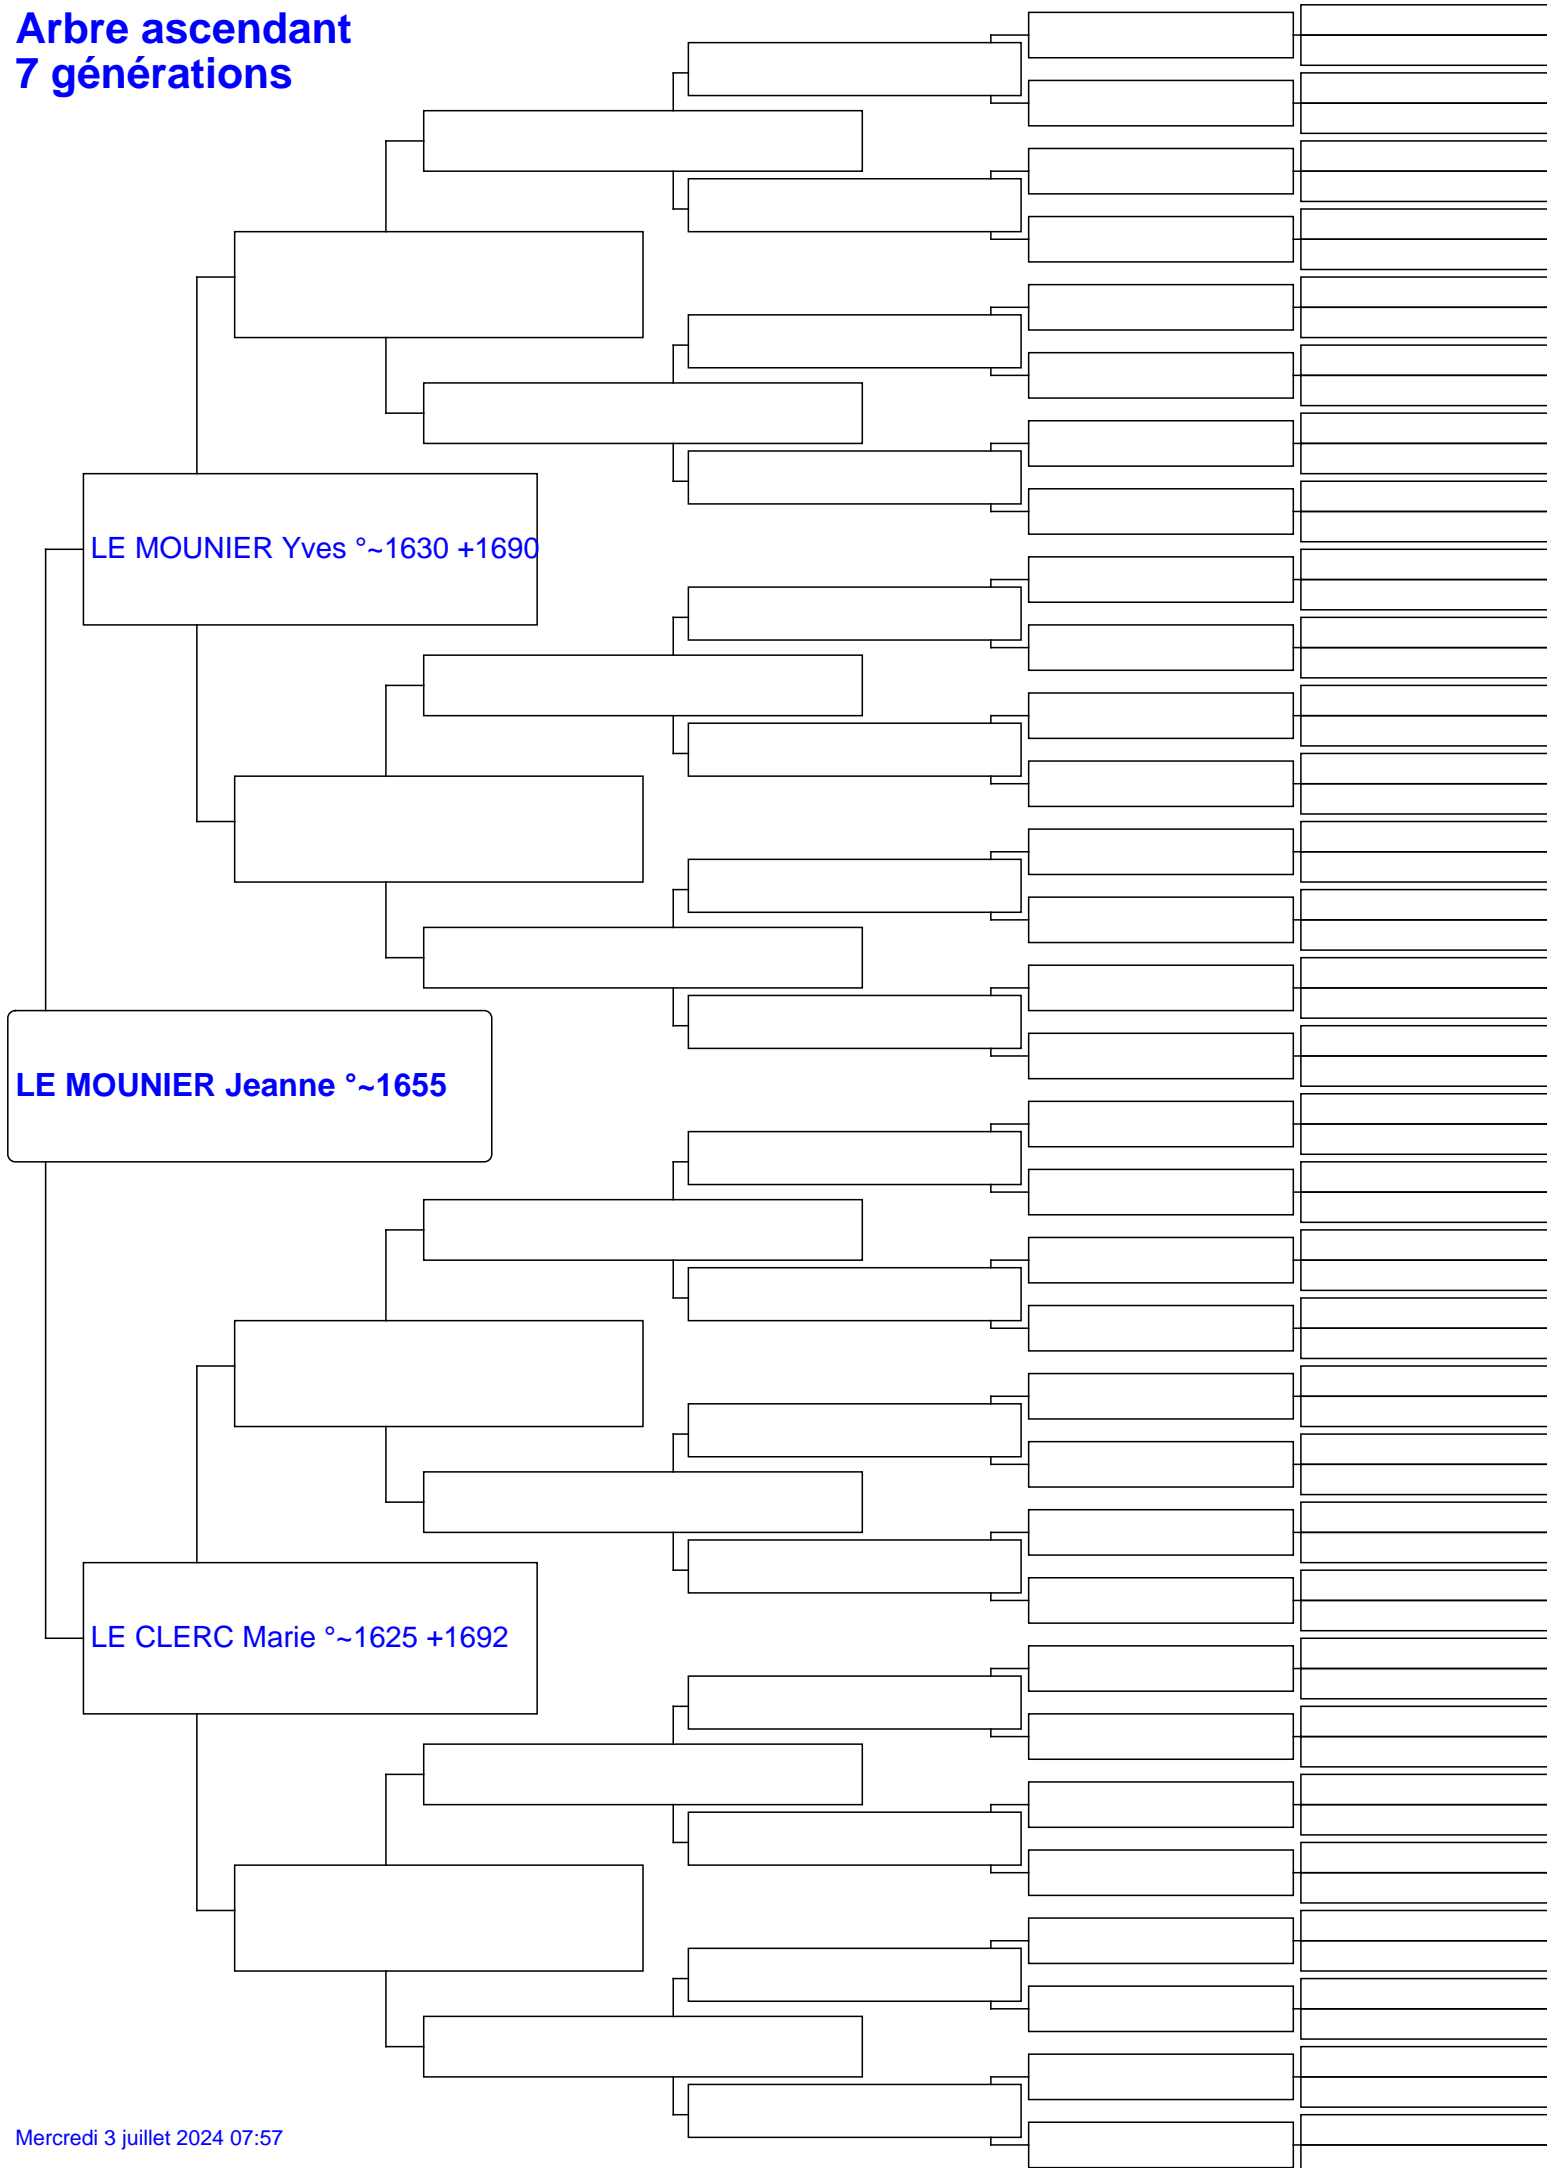 Arbre ascendant
7 générations
LE MOUNIER Yves °~1630 +1690
LE MOUNIER Jeanne °~1655
LE CLERC Marie °~1625 +1692
Mercredi 3 juillet 2024 07:57